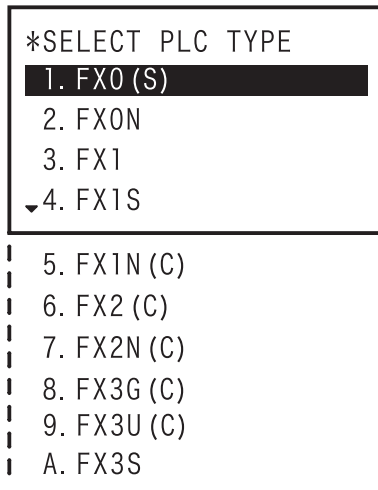 *SELECT PLC TYPE
1. FX0(S)
2. FX0N
3. FX1
4. FX1S
5. FX1N(C)
6. FX2(C)
7. FX2N(C)
8. FX3G(C)
9. FX3U(C)
A. FX3S